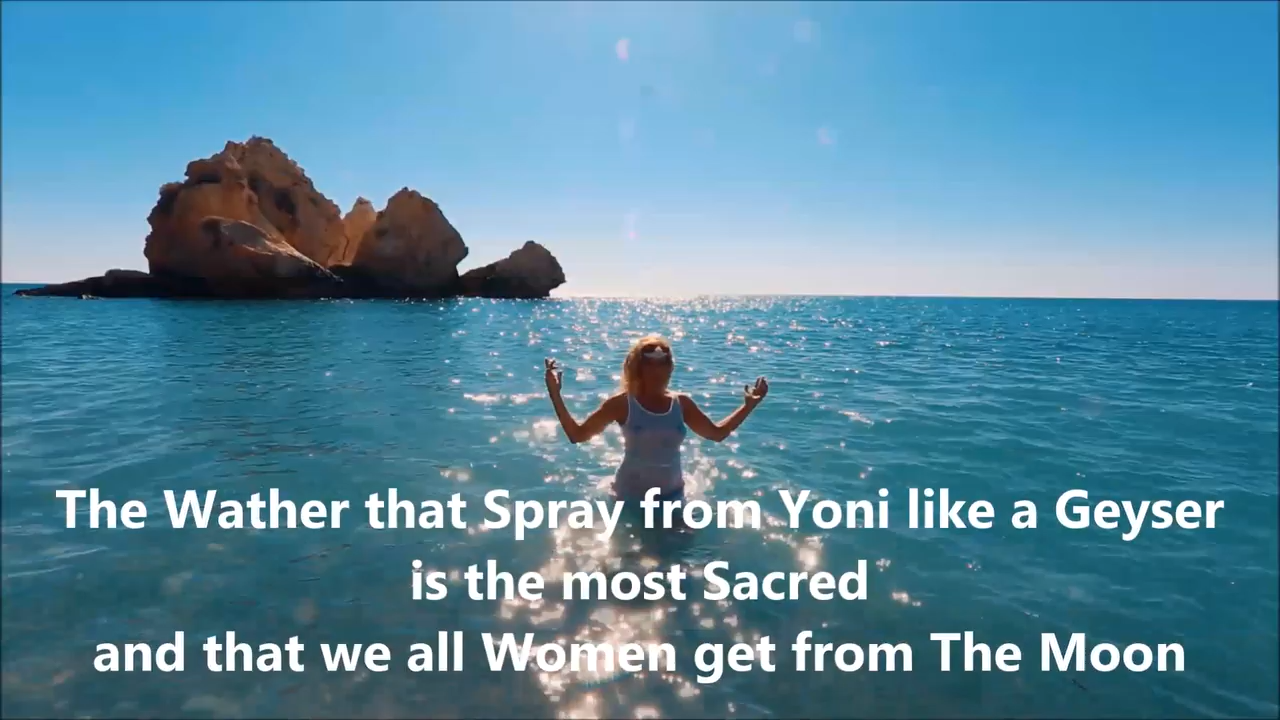 The Wather that Spray from Yoni like a Geyser
is the most Sacred
and that we all Women get from The Moon